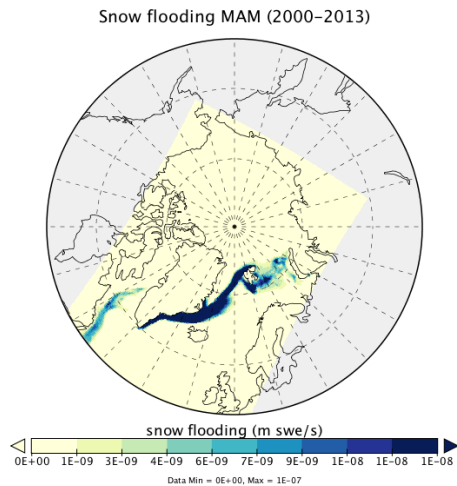 Snow flooding MAM (2000-2013)
snow flooding (m swe/s)
0E+00 1E-09 3E-09 4E-09 6E-09 7E-09 9E-09 1E-08 1E-08 1E-08
Data Min = 0E+00, Max = 1E-07